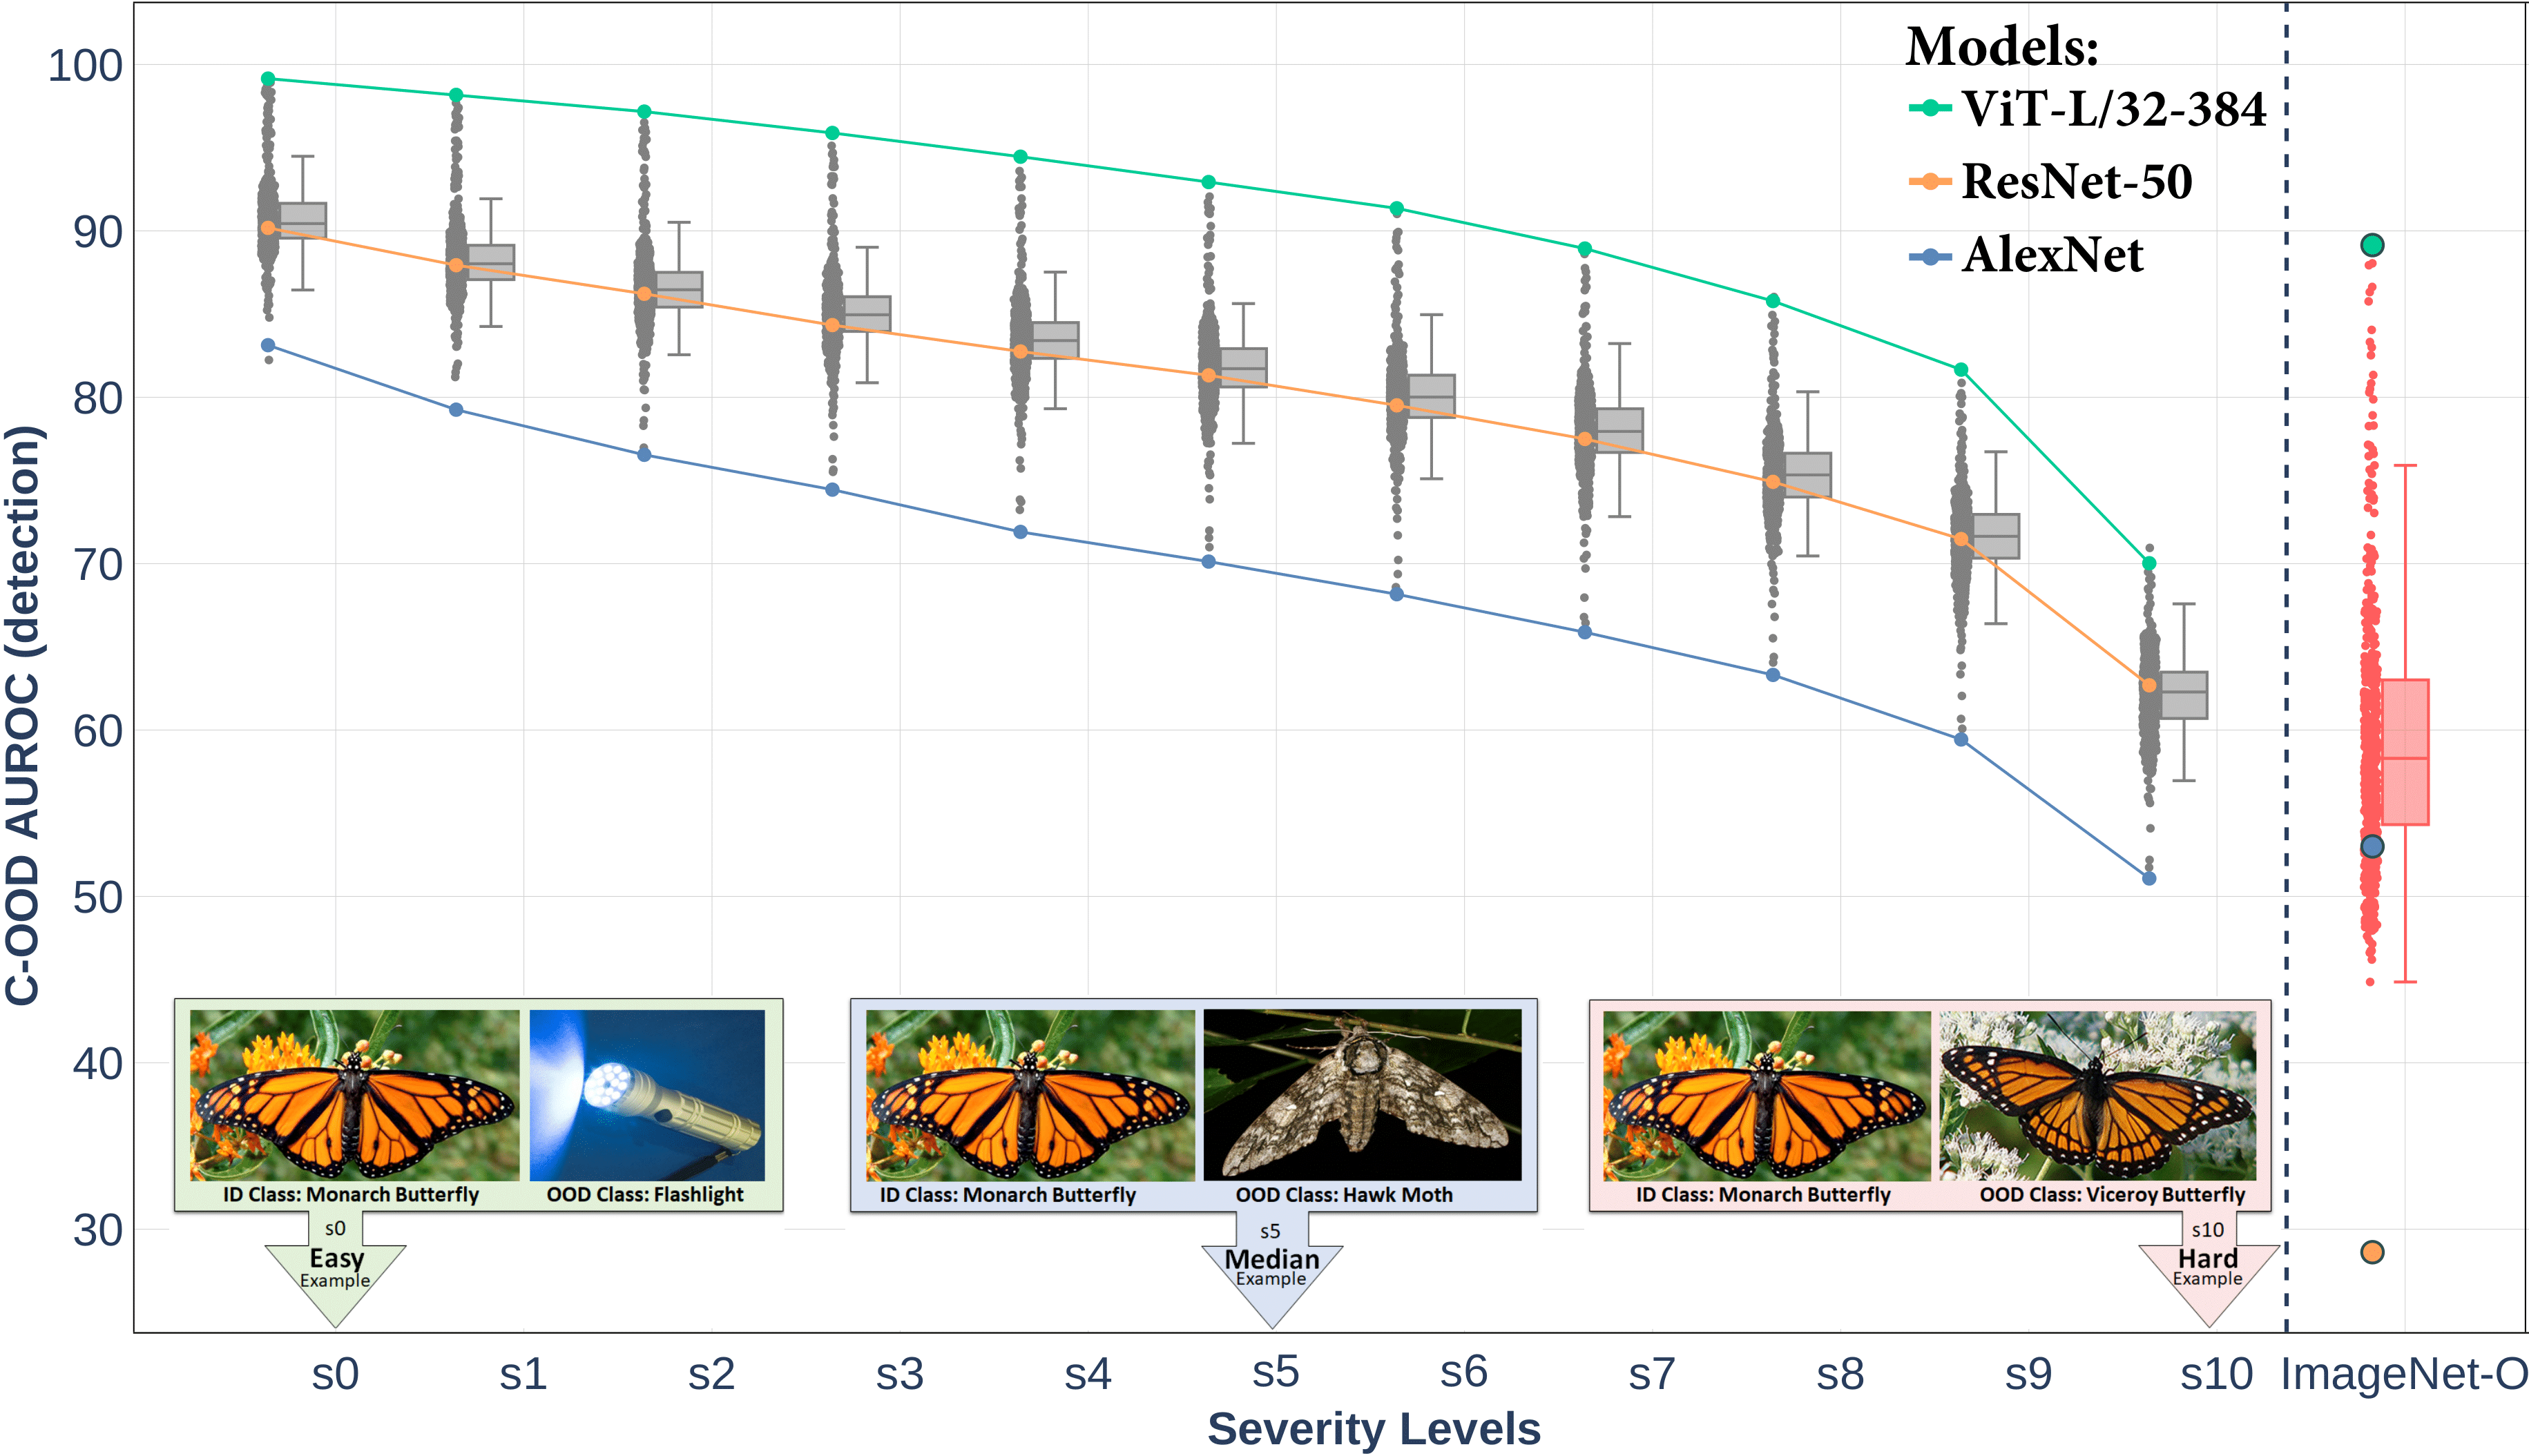 Models:
ViT-L/32-384
ResNet-50
AlexNet
C-OOD AUROC (detection)
100
90
80
70
60
50
40
30
ID Class: Monarch Butterfly
OOD Class: Flashlight
s0
Easy
Example
ID Class: Monarch Butterfly
OOD Class: Hawk Moth
s5
Median
Example
ID Class: Monarch Butterfly
OOD Class: Viceroy Butterfly
s10
Hard
Example
s0 s1 s2 s3 s4 s5 s6 s7 s8 s9 s10 ImageNet-O
Severity Levels